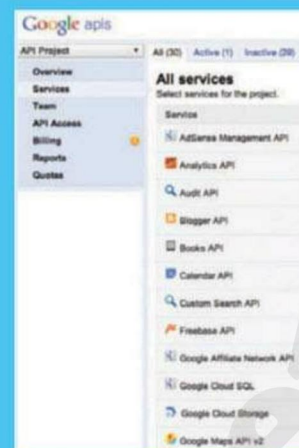 Google apis
API Project
Overview
Services
Team
API Access
Billing
Reports
Quotas
All (30) Active (1) Inactive (29)
All services
Select services for the project.
Service
AdSense Management API
Analytics API
Audit API
Blogger API
Books API
Calendar API
Custom Search API
Freebase API
Google Affiliate Network API
Google Cloud SQL
Google Cloud Storage
Google Maps API v2